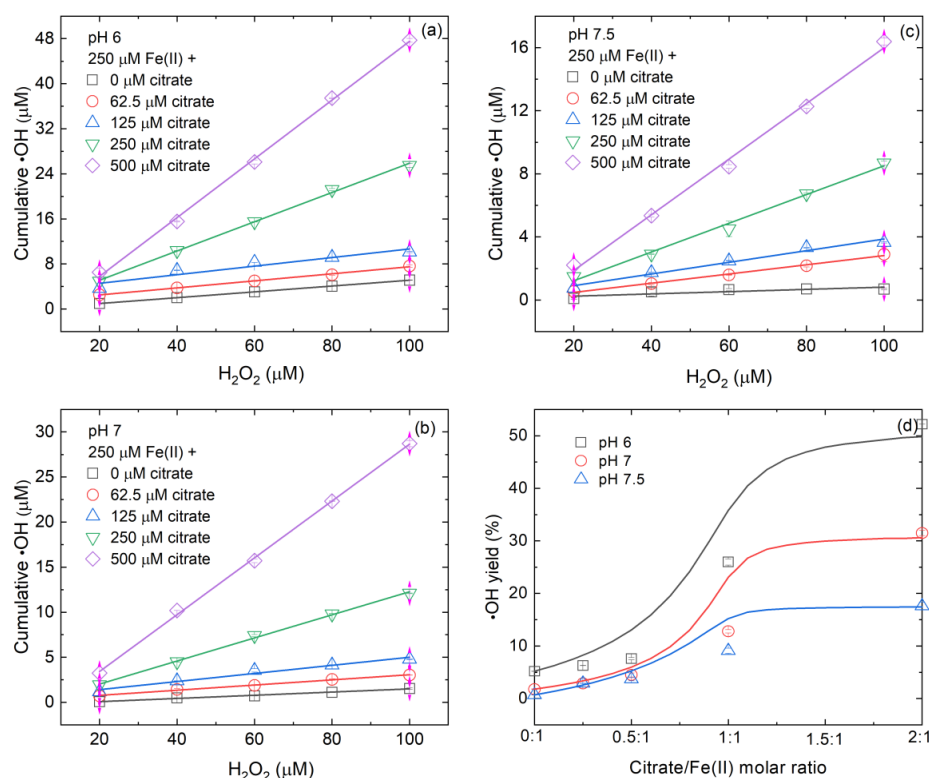 (a)
pH 6
250 μM Fe(II) +
0 μM citrate
62.5 μM citrate
125 μM citrate
250 μM citrate
500 μM citrate
48
40
32
24
16
8
0
Cumulative •OH (μM)
20 40 60 80 100
H₂O₂ (μM)
(c)
pH 7.5
250 μM Fe(II) +
0 μM citrate
62.5 μM citrate
125 μM citrate
250 μM citrate
500 μM citrate
16
12
8
4
0
Cumulative •OH (μM)
20 40 60 80 100
H₂O₂ (μM)
(b)
pH 7
250 μM Fe(II) +
0 μM citrate
62.5 μM citrate
125 μM citrate
250 μM citrate
500 μM citrate
30
25
20
15
10
5
0
Cumulative •OH (μM)
20 40 60 80 100
H₂O₂ (μM)
(d)
pH 6
pH 7
pH 7.5
50
40
30
20
10
0
•OH yield (%)
0:1 0.5:1 1:1 1.5:1 2:1
Citrate/Fe(II) molar ratio